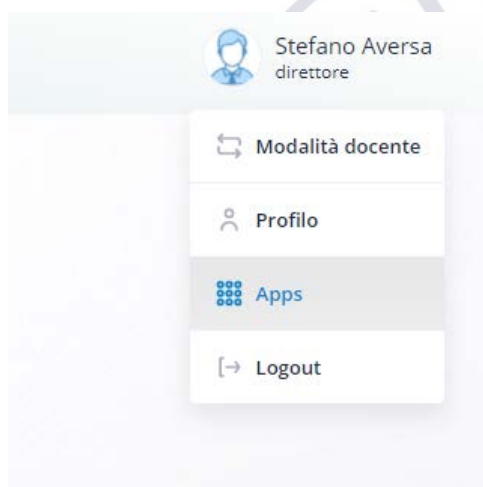 Stefano Aversa
direttore
Modalità docente
Profilo
Apps
Logout